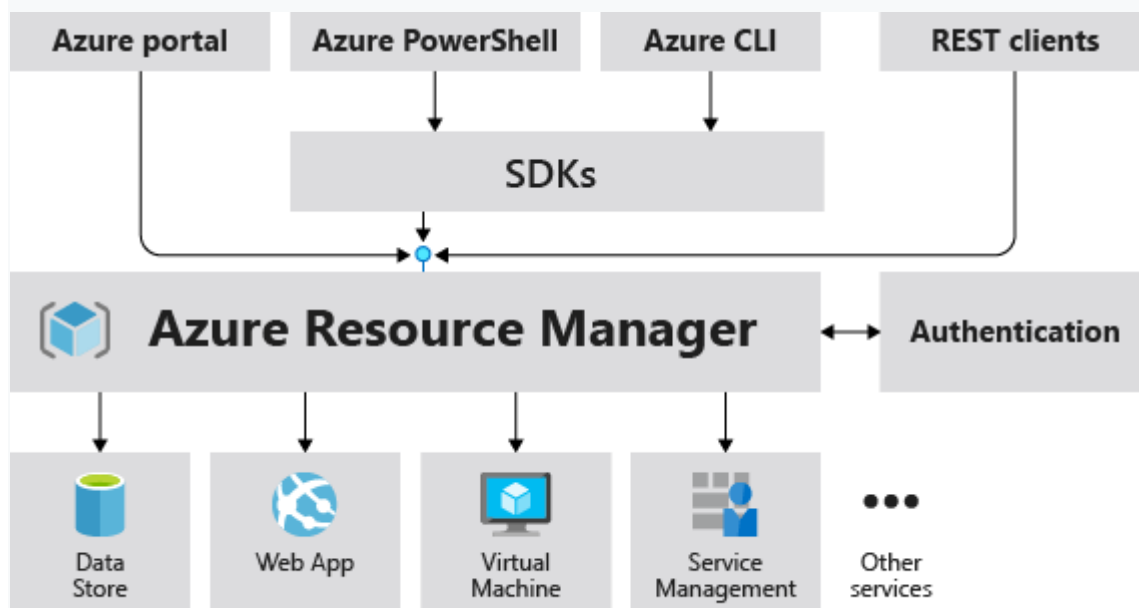 Azure portal
Azure PowerShell
Azure CLI
REST clients
SDKs
Azure Resource Manager
Authentication
Data
Store
Web App
Virtual
Machine
Service
Management
Other
services